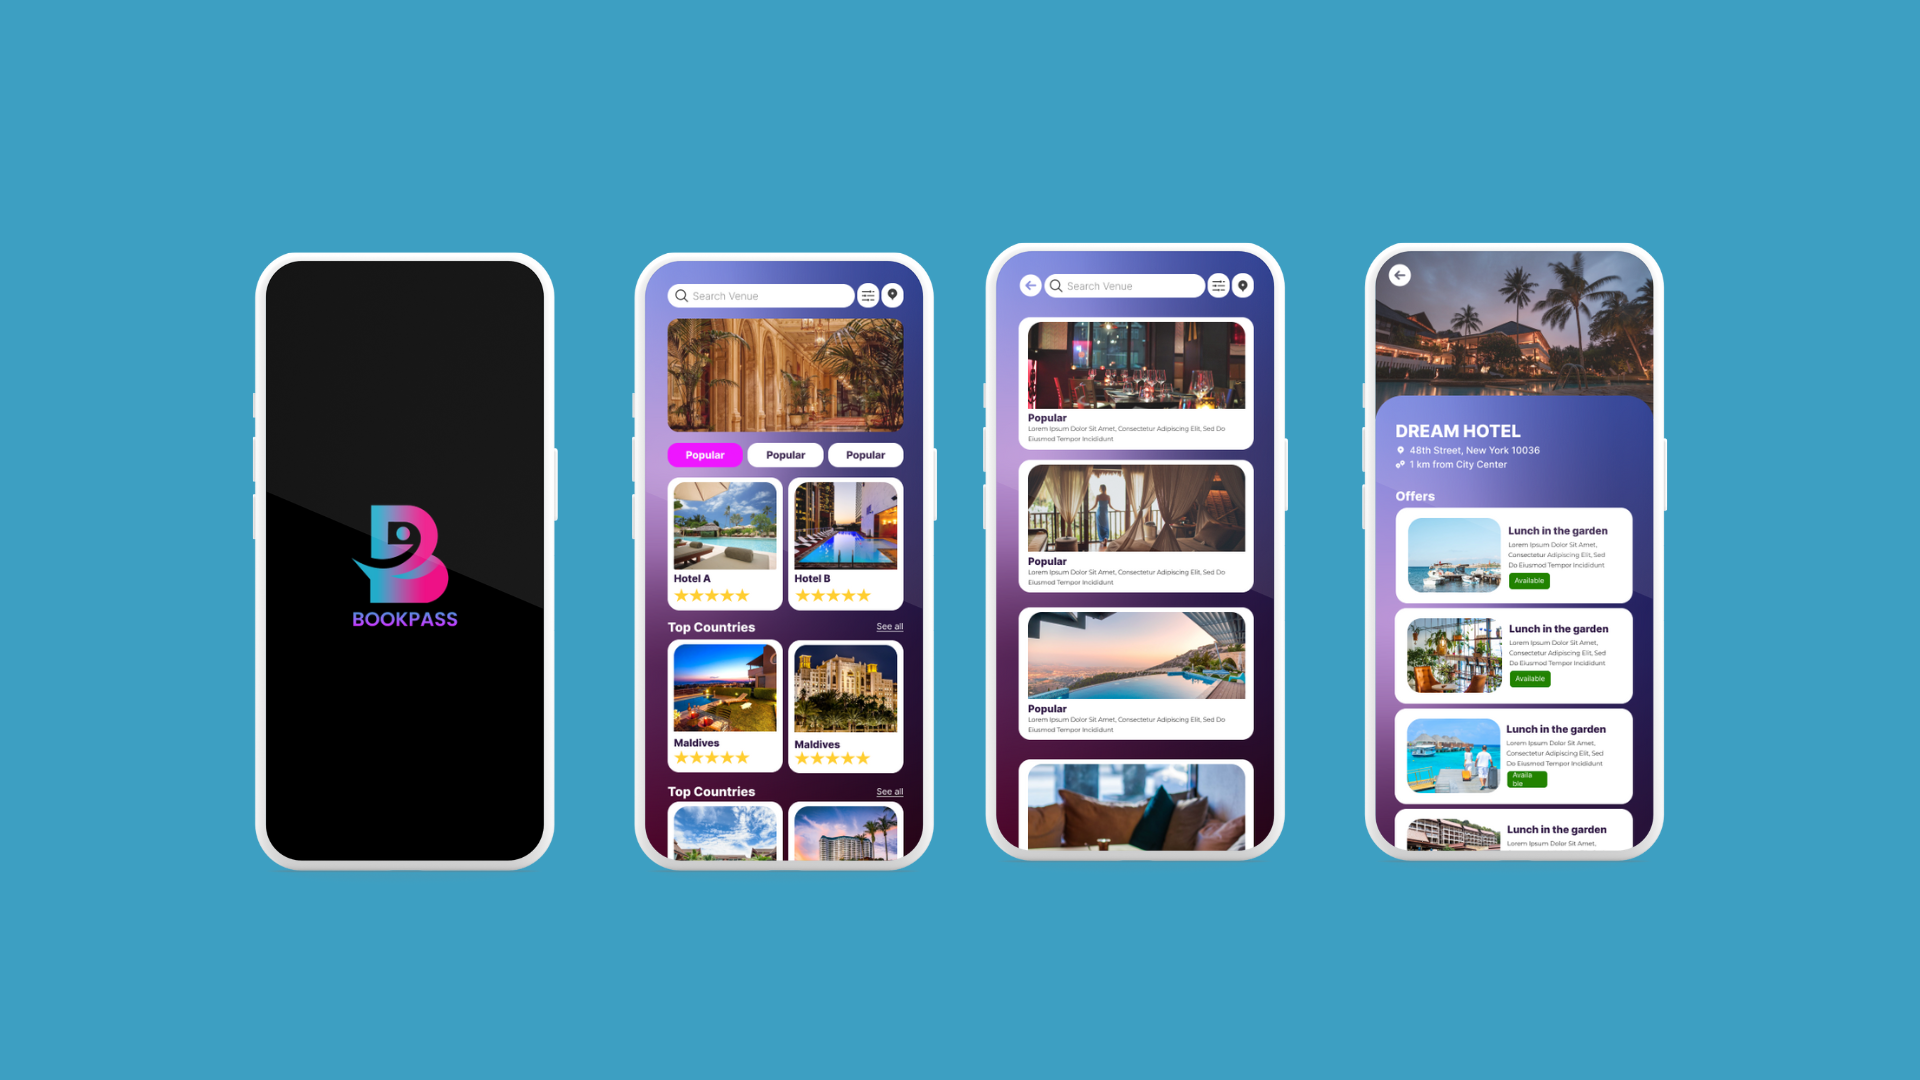 BOOKPASS
Search Venue
Popular
Popular
Popular
Hotel A
Hotel B
Top Countries
See all
Maldives
Maldives
Top Countries
See all
Search Venue
Popular
Lorem Ipsum Dolor Sit Amet, Consectetur Adipiscing Elit, Sed Do
Eiusmod Tempor Incididunt
Popular
Lorem Ipsum Dolor Sit Amet, Consectetur Adipiscing Elit, Sed Do
Eiusmod Tempor Incididunt
Popular
Lorem Ipsum Dolor Sit Amet, Consectetur Adipiscing Elit, Sed Do
Eiusmod Tempor Incididunt
DREAM HOTEL
48th Street, New York 10036
1 km from City Center
Offers
Lunch in the garden
Lorem Ipsum Dolor Sit Amet,
Consectetur Adipiscing Elit, Sed
Do Eiusmod Tempor Incididunt
Available
Lunch in the garden
Lorem Ipsum Dolor Sit Amet,
Consectetur Adipiscing Elit, Sed
Do Eiusmod Tempor Incididunt
Available
Lunch in the garden
Lorem Ipsum Dolor Sit Amet,
Consectetur Adipiscing Elit, Sed
Do Eiusmod Tempor Incididunt
Availa
ble
Lunch in the garden
Lorem Ipsum Dolor Sit Amet,